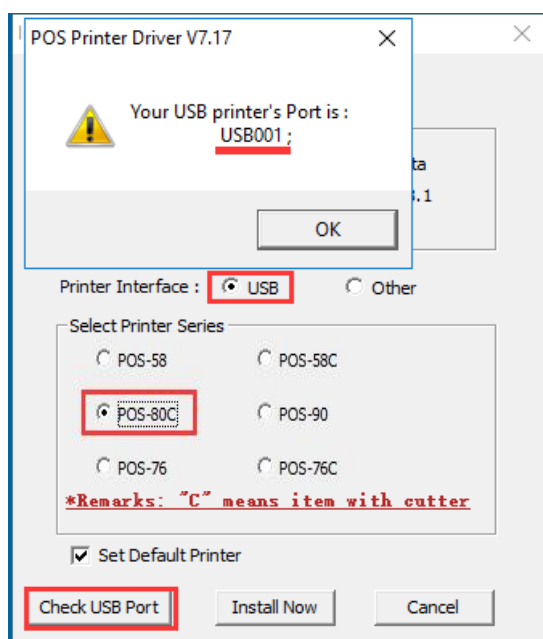 POS Printer Driver V7.17
Your USB printer's Port is :
USB001 ;
ta
.1
OK
Printer Interface : USB Other
Select Printer Series
POS-58 POS-58C
POS-80C POS-90
POS-76 POS-76C
*Remarks: "C" means item with cutter
Set Default Printer
Check USB Port Install Now Cancel